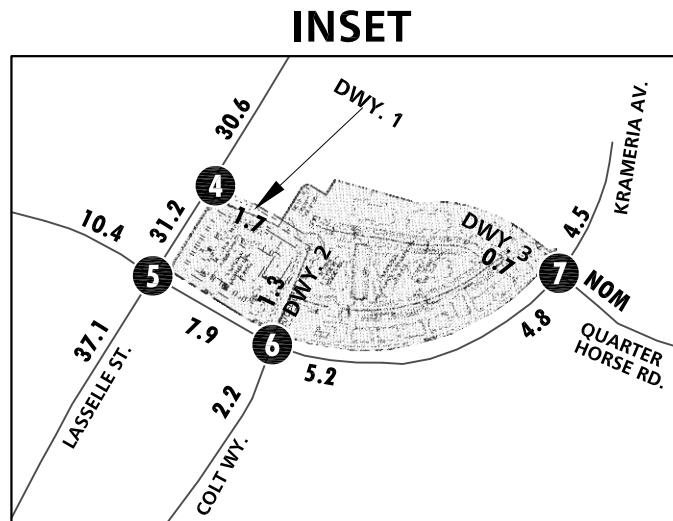 INSET
DWY. 1
KRAMERIA AV.
30.6
4
1.7
4.5
31.2
10.4
DWY. 2
DWY. 3
0.7
7
NOM
5
1.3
37.1
7.9
6
4.8
QUARTER
HORSE RD.
5.2
2.2
LASSELLE ST.
COLT WY.